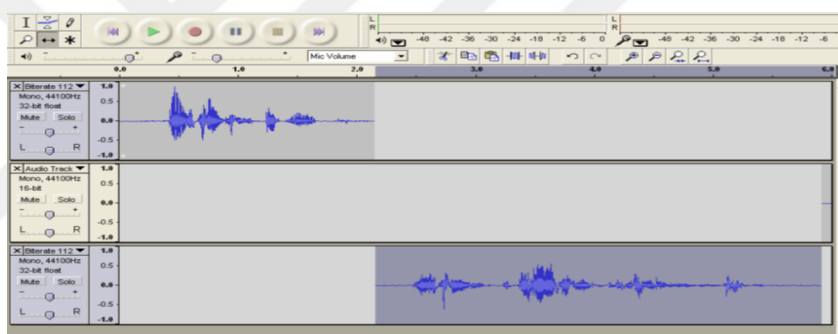 L
R
-48 -42 -36 -30 -24 -18 -12 -6 0
L
R
-48 -42 -36 -30 -24 -18 -12 -6
Mic Volume
0.0 1.0 2.0 3.0 4.0 5.0 6.0
Biterate 112
Mono, 44100Hz
32-bit float
Mute Solo
- +
L R
1.0
0.5
0.0
-0.5
-1.0
Audio Track
Mono, 44100Hz
16-bit
Mute Solo
- +
L R
1.0
0.5
0.0
-0.5
-1.0
Biterate 112
Mono, 44100Hz
32-bit float
Mute Solo
- +
L R
1.0
0.5
0.0
-0.5
-1.0